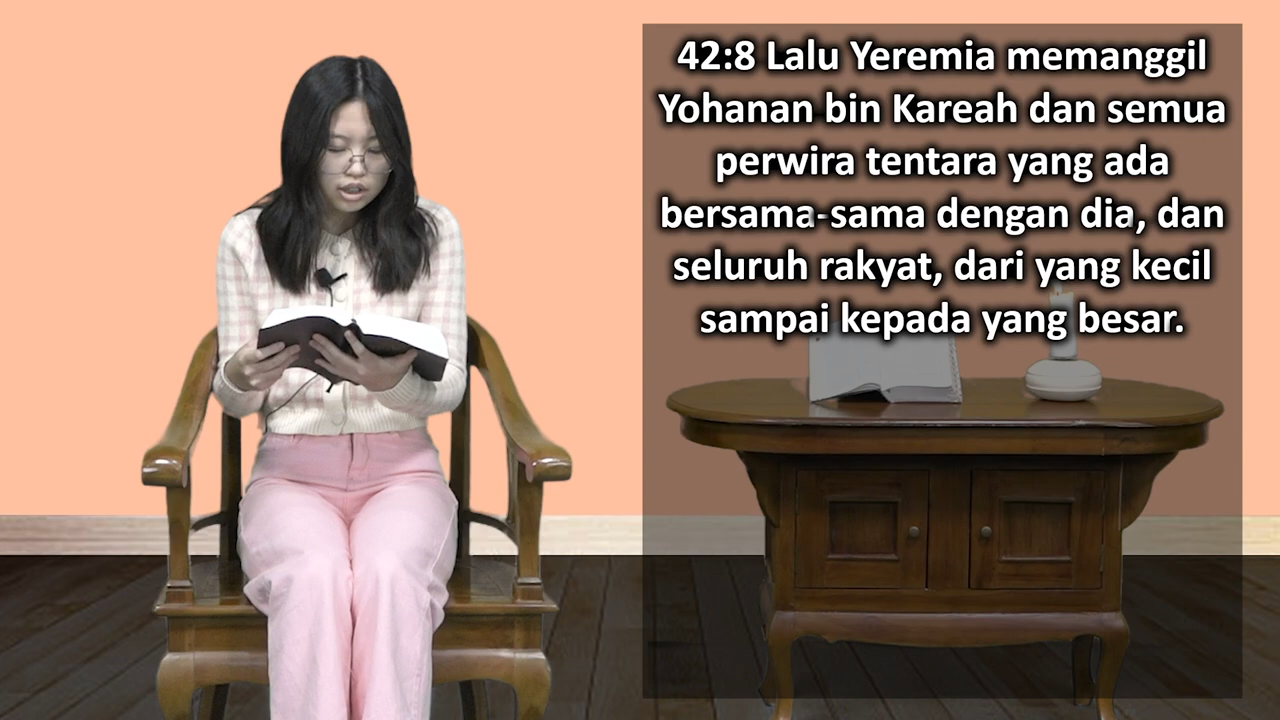 42:8 Lalu Yeremia memanggil
Yohanan bin Kareah dan semua
perwira tentara yang ada
bersama-sama dengan dia, dan
seluruh rakyat, dari yang kecil
sampai kepada yang besar.